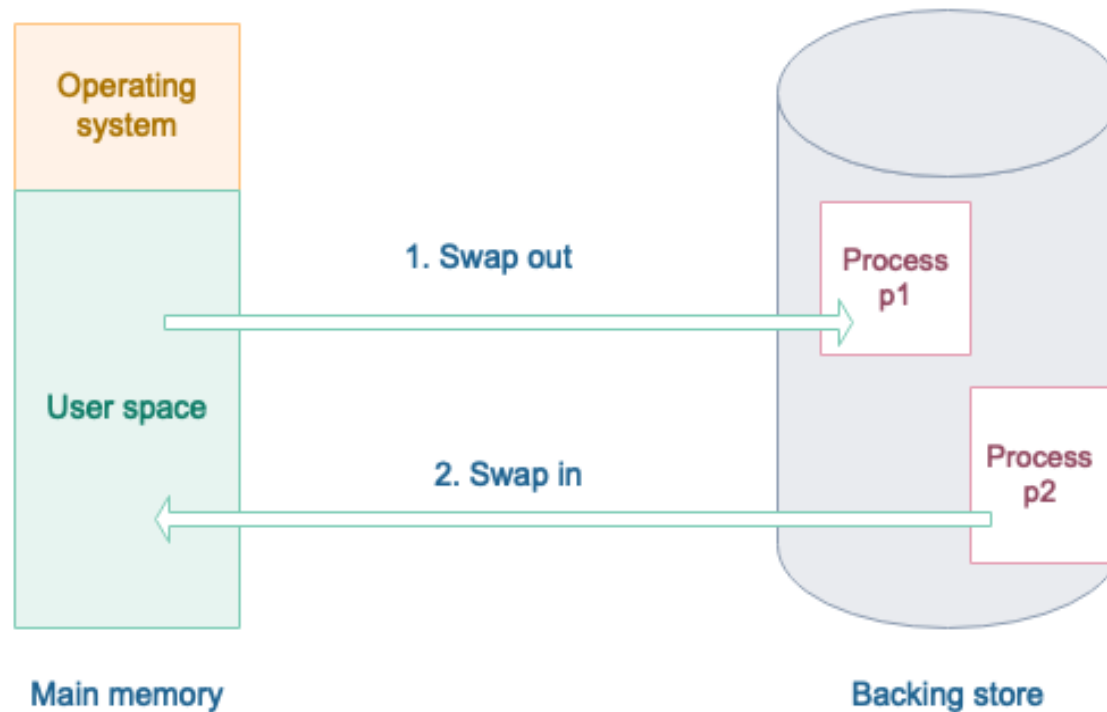 Operating
system
1. Swap out
Process
p1
User space
2. Swap in
Process
p2
Main memory
Backing store